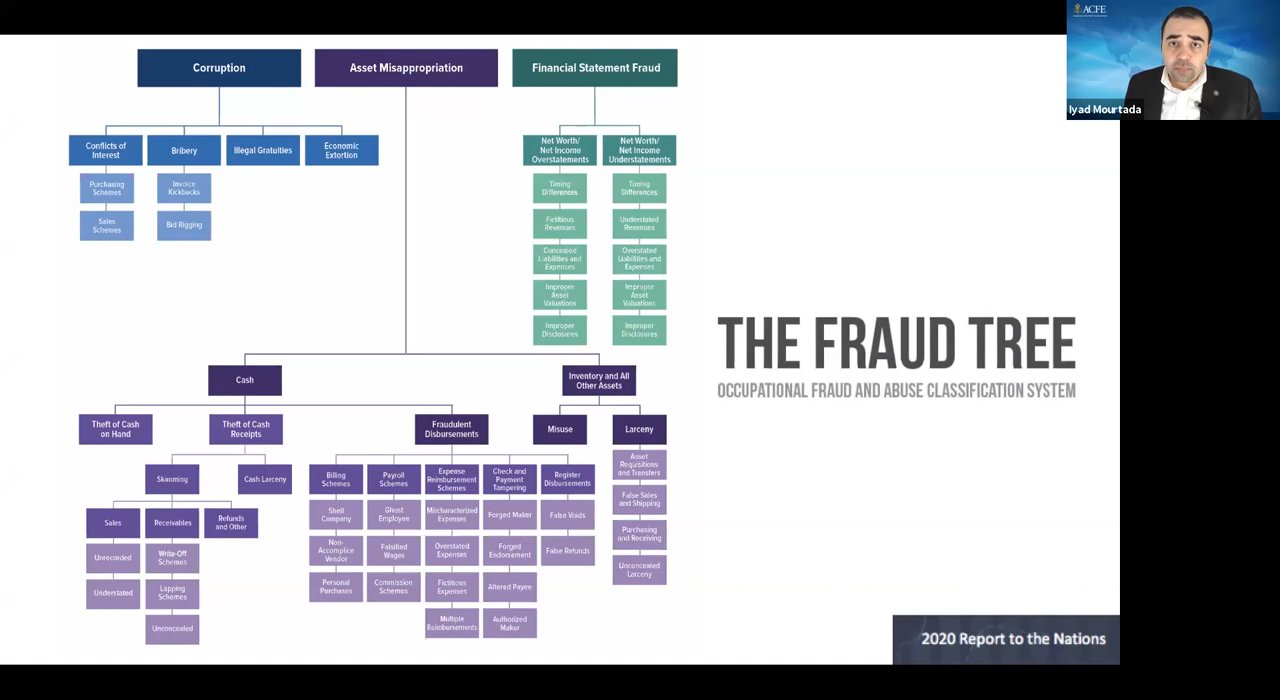 ACFE
Iyad Mourtada
Corruption
Asset Misappropriation
Financial Statement Fraud
Conflicts of
Interest
Bribery
Illegal Gratuities
Economic
Extortion
Purchasing
Schemes
Sales
Schemes
Invoice
Kickbacks
Bid Rigging
Net Worth/
Net Income
Overstatements
Net Worth/
Net Income
Understatements
Timing
Differences
Fictitious
Revenues
Concealed
Liabilities and
Expenses
Improper
Asset
Valuations
Improper
Disclosures
Timing
Differences
Understated
Revenues
Overstated
Liabilities and
Expenses
Improper
Asset
Valuations
Improper
Disclosures
THE FRAUD TREE
OCCUPATIONAL FRAUD AND ABUSE CLASSIFICATION SYSTEM
Cash
Inventory and All
Other Assets
Theft of Cash
on Hand
Theft of Cash
Receipts
Fraudulent
Disbursements
Misuse
Larceny
Skimming
Cash Larceny
Sales
Receivables
Refunds
and Other
Unrecorded
Understated
Write-Off
Schemes
Lapping
Schemes
Unconcealed
Billing
Schemes
Shell
Company
Non-
Accomplice
Vendor
Personal
Purchases
Payroll
Schemes
Ghost
Employee
Falsified
Wages
Commission
Schemes
Expense
Reimbursement
Schemes
Mischaracterized
Expenses
Overstated
Expenses
Fictitious
Expenses
Multiple
Reimbursements
Check and
Payment
Tampering
Forged Maker
Forged
Endorsement
Altered Payee
Authorized
Maker
Register
Disbursements
False Voids
False Refunds
Asset
Requisitions
and Transfers
False Sales
and Shipping
Purchasing
and Receiving
Unconcealed
Larceny
2020 Report to the Nations